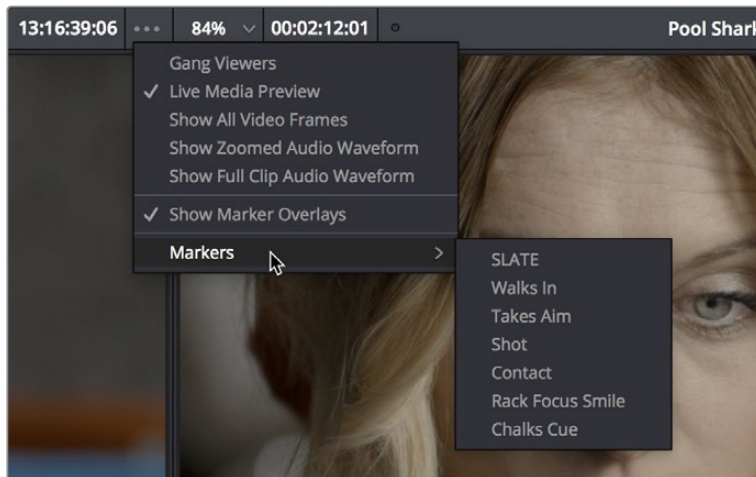 13:16:39:06 84% 00:02:12:01 Pool Shark
Gang Viewers
Live Media Preview
Show All Video Frames
Show Zoomed Audio Waveform
Show Full Clip Audio Waveform
Show Marker Overlays
Markers
SLATE
Walks In
Takes Aim
Shot
Contact
Rack Focus Smile
Chalks Cue